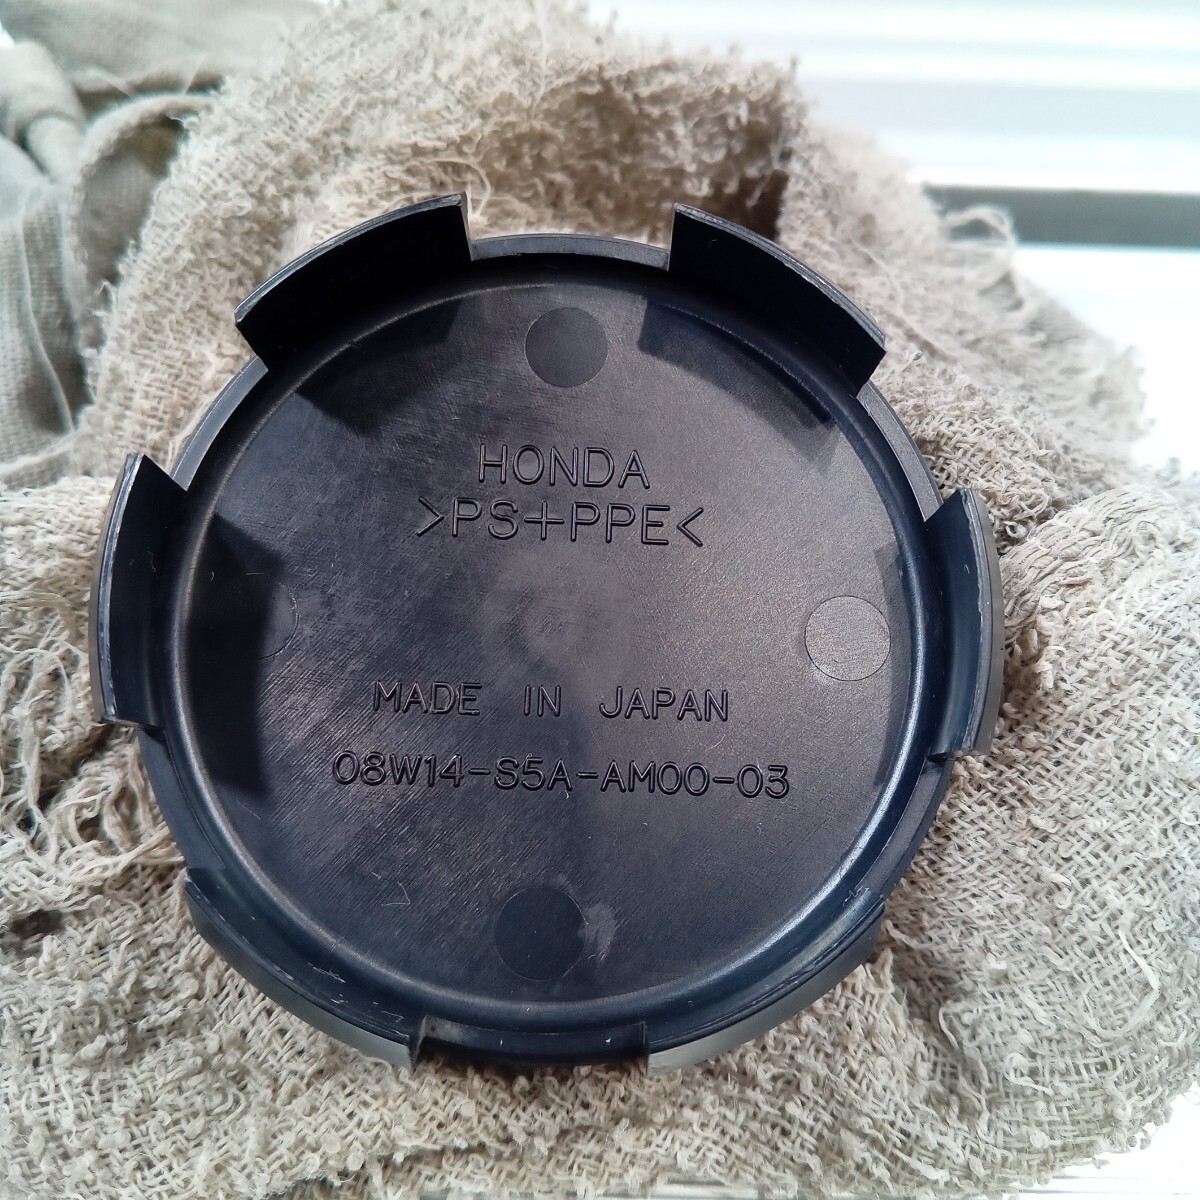 HONDA
>PS+PPE<
MADE IN JAPAN
08W14-S5A-AM00-03